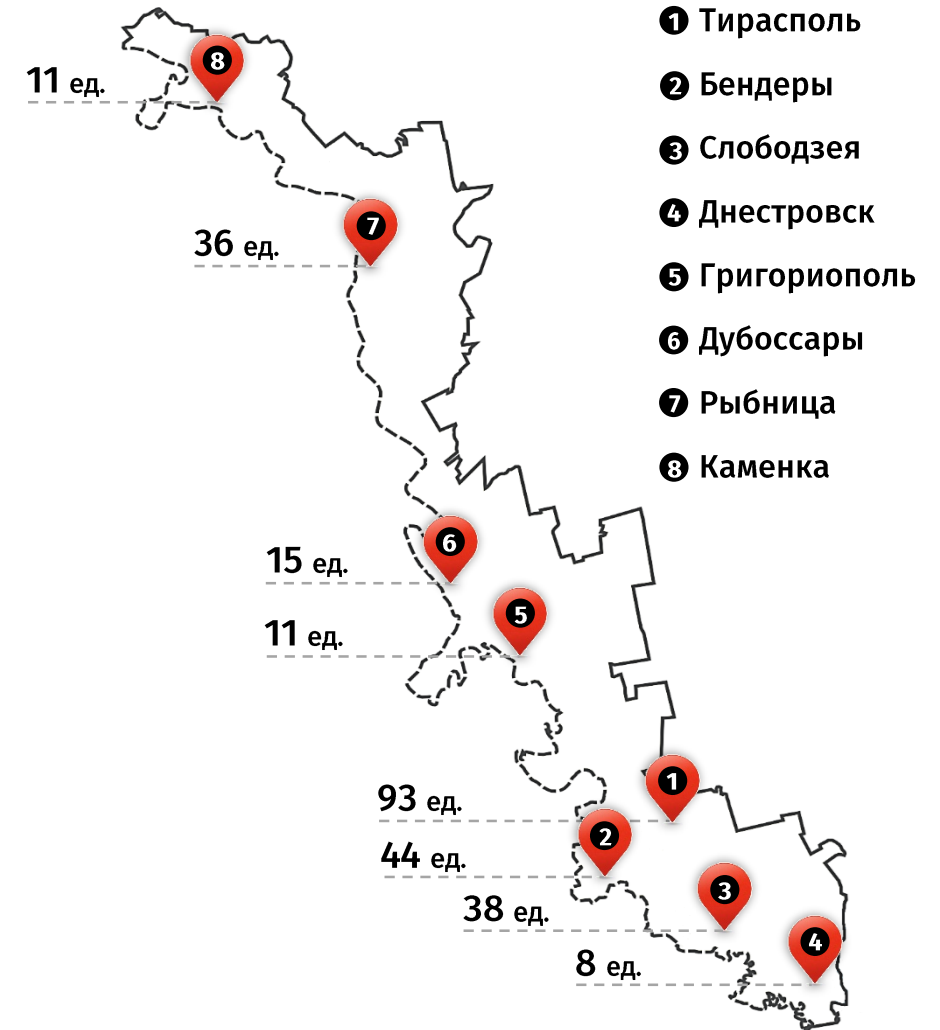 1 Тирасполь
2 Бендеры
3 Слободзея
4 Днестровск
5 Григориополь
6 Дубоссары
7 Рыбница
8 Каменка
8
11 ед.
7
36 ед.
6
15 ед.
5
11 ед.
1
93 ед.
2
44 ед.
3
38 ед.
4
8 ед.